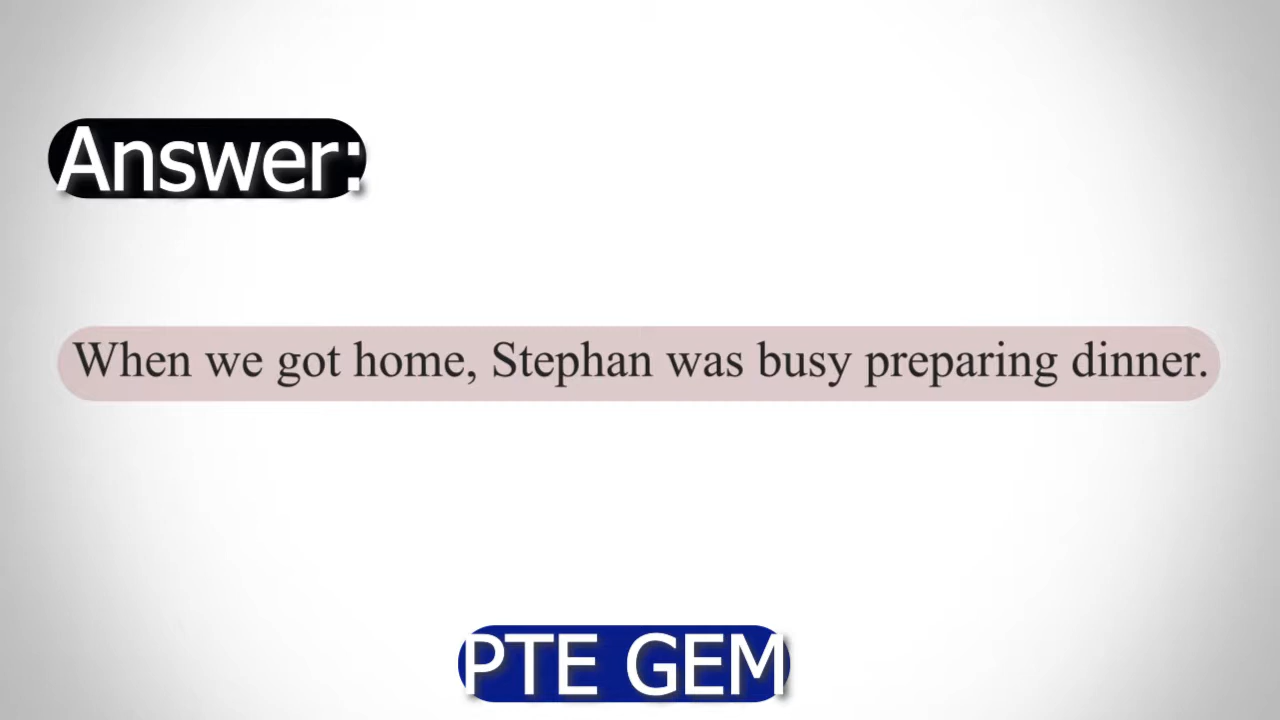 Answer:
When we got home, Stephan was busy preparing dinner.
PTE GEM